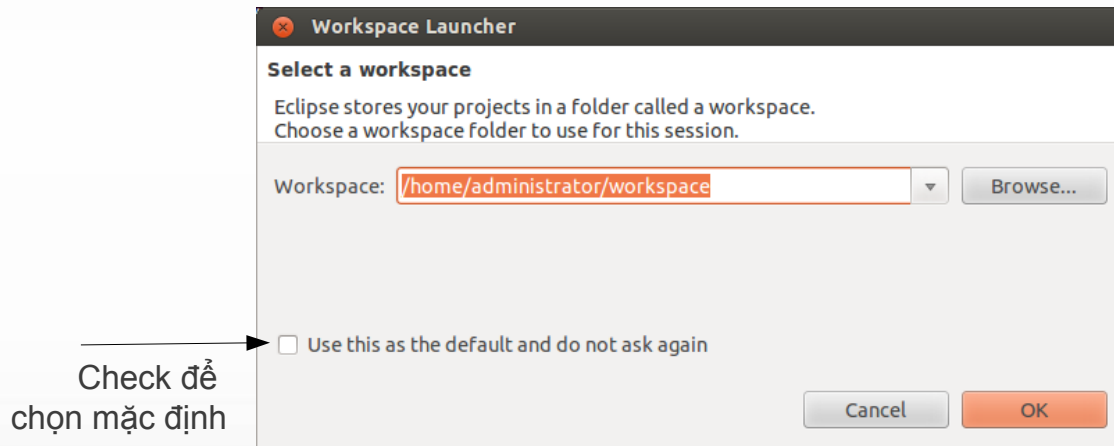 Workspace Launcher
Select a workspace
Eclipse stores your projects in a folder called a workspace.
Choose a workspace folder to use for this session.
Workspace: /home/administrator/workspace Browse...
Use this as the default and do not ask again
Check để
chọn mặc định
Cancel OK